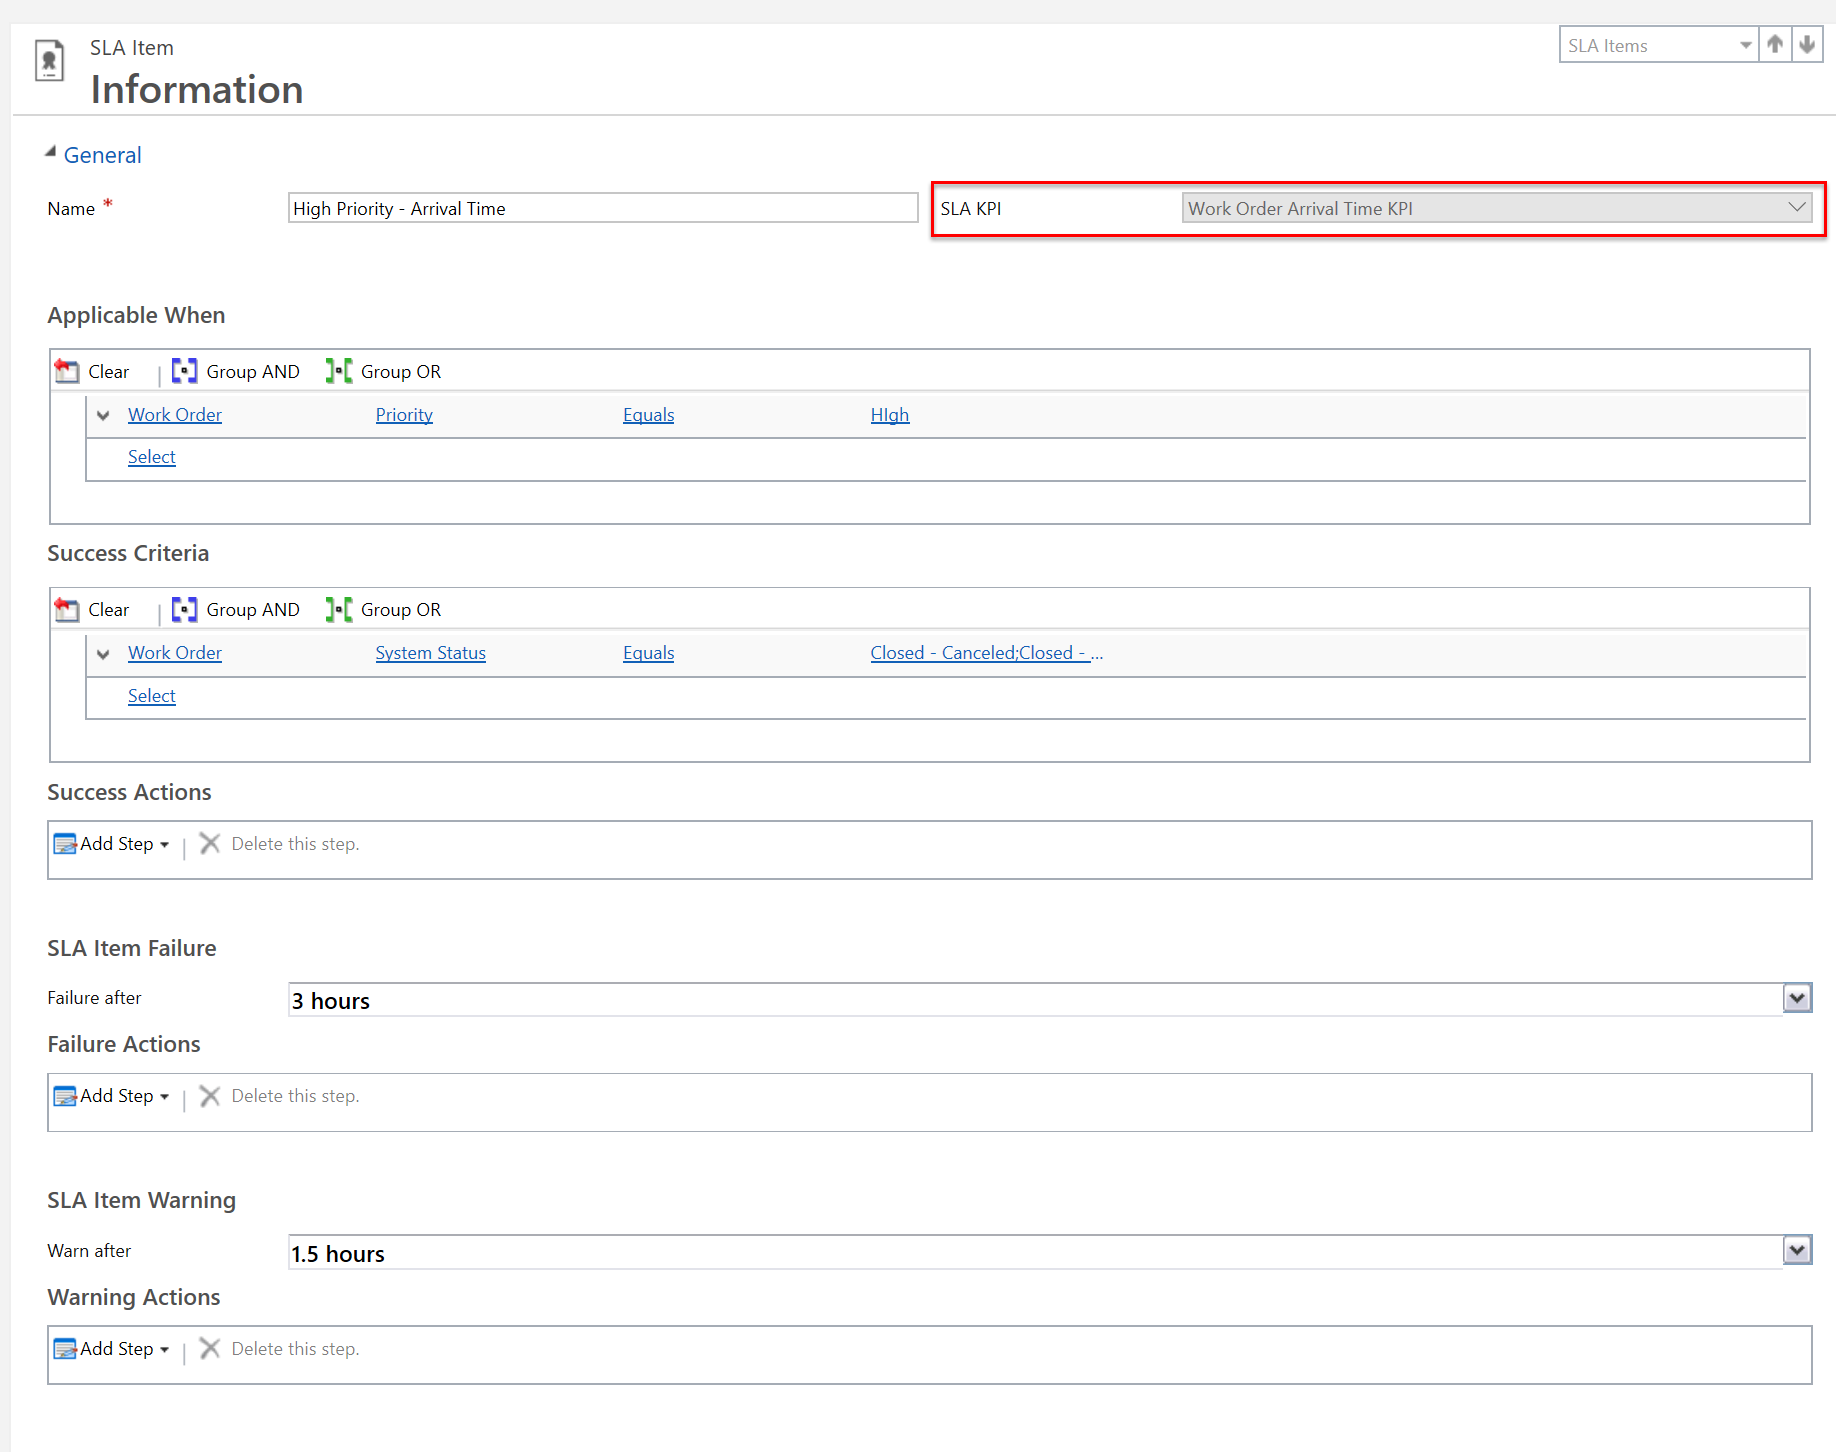 SLA Item
Information
SLA Items
General
Name *
High Priority - Arrival Time
SLA KPI
Work Order Arrival Time KPI
Applicable When
Clear | Group AND Group OR
Work Order Priority Equals HIgh
Select
Success Criteria
Clear | Group AND Group OR
Work Order System Status Equals Closed - Canceled;Closed - ...
Select
Success Actions
Add Step | Delete this step.
SLA Item Failure
Failure after 3 hours
Failure Actions
Add Step | Delete this step.
SLA Item Warning
Warn after 1.5 hours
Warning Actions
Add Step | Delete this step.